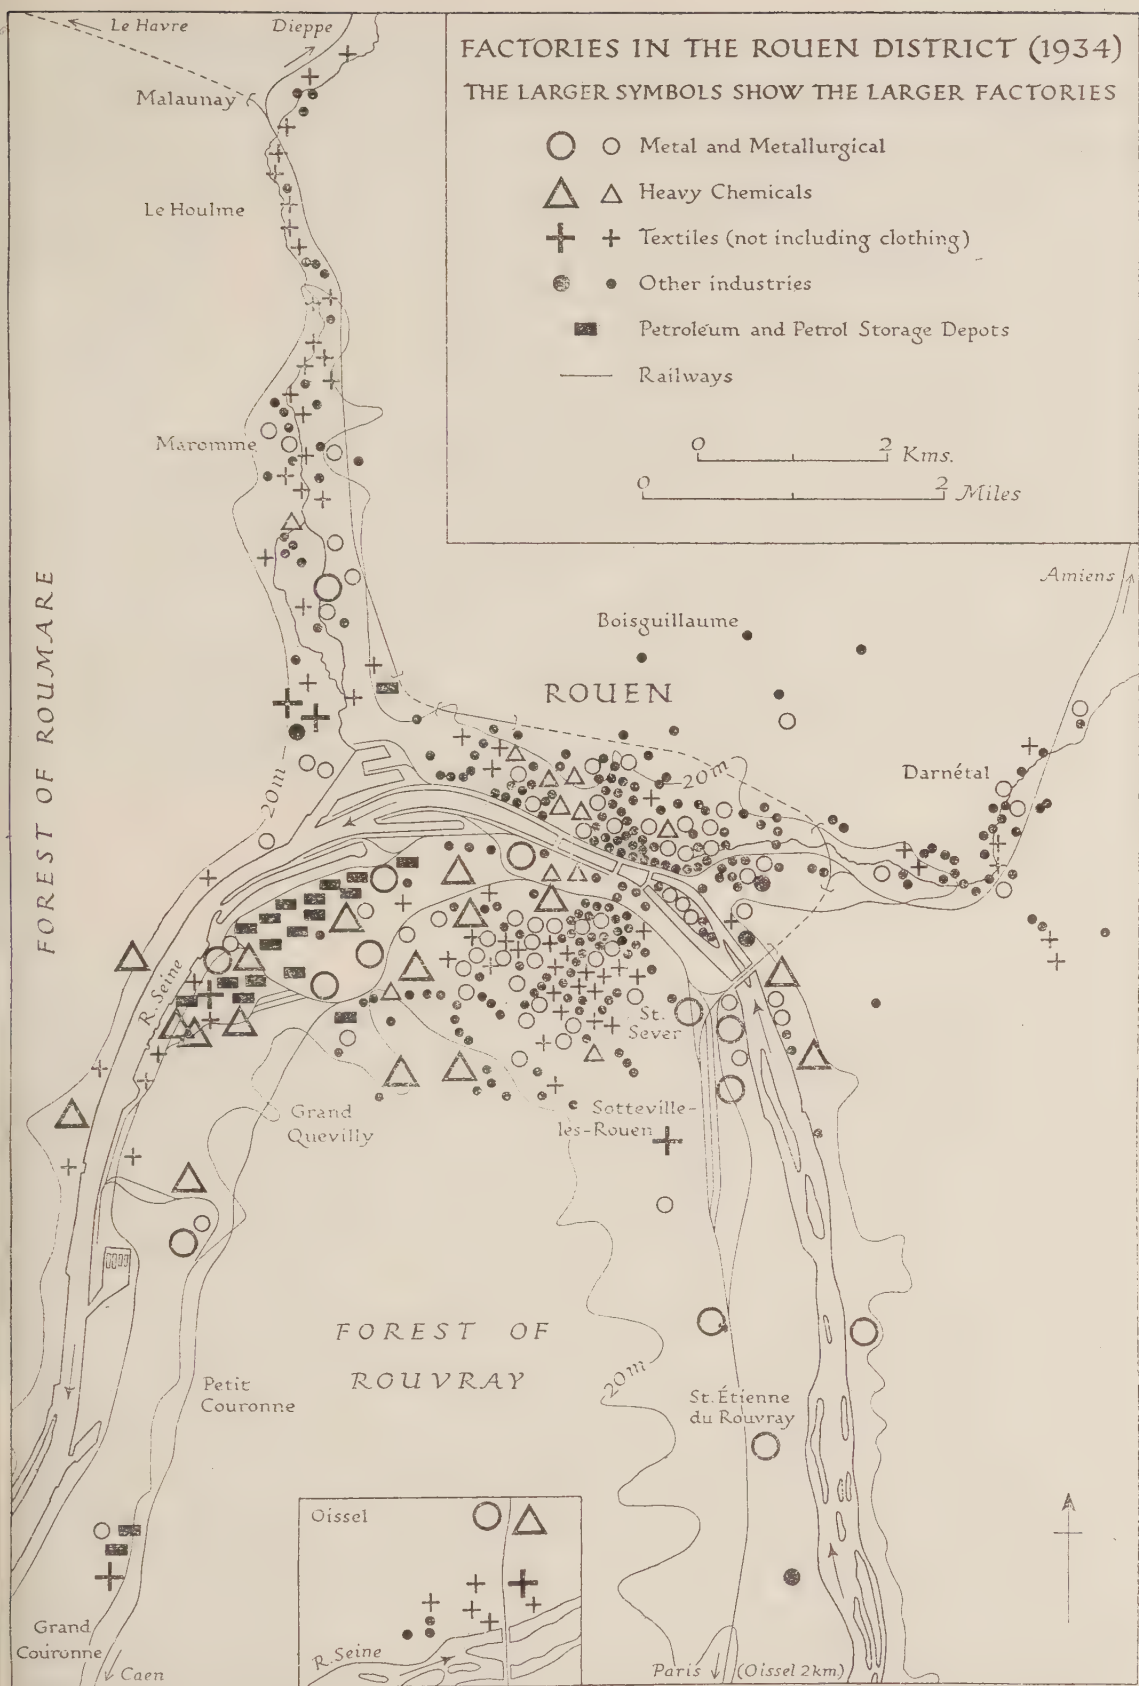 Le Havre
Dieppe
FACTORIES IN THE ROUEN DISTRICT (1934)
THE LARGER SYMBOLS SHOW THE LARGER FACTORIES
Metal and Metallurgical
Heavy Chemicals
Textiles (not including clothing)
Other industries
Petroleum and Petrol Storage Depots
Railways
0 2 Kms.
0 2 Miles
Malaunay
Le Houlme
Maromme
Amiens
FOREST OF ROUMARE
Boisguillaume
ROUEN
20m
20m
Darnétal
R. Seine
St.
Sever
Grand
Quevilly
Sotteville-
les-Rouen
FOREST OF
ROUVRAY
20m
Petit
Couronne
St. Étienne
du Rouvray
Oissel
R. Seine
Grand
Couronne
Caen
Paris
(Oissel 2km)